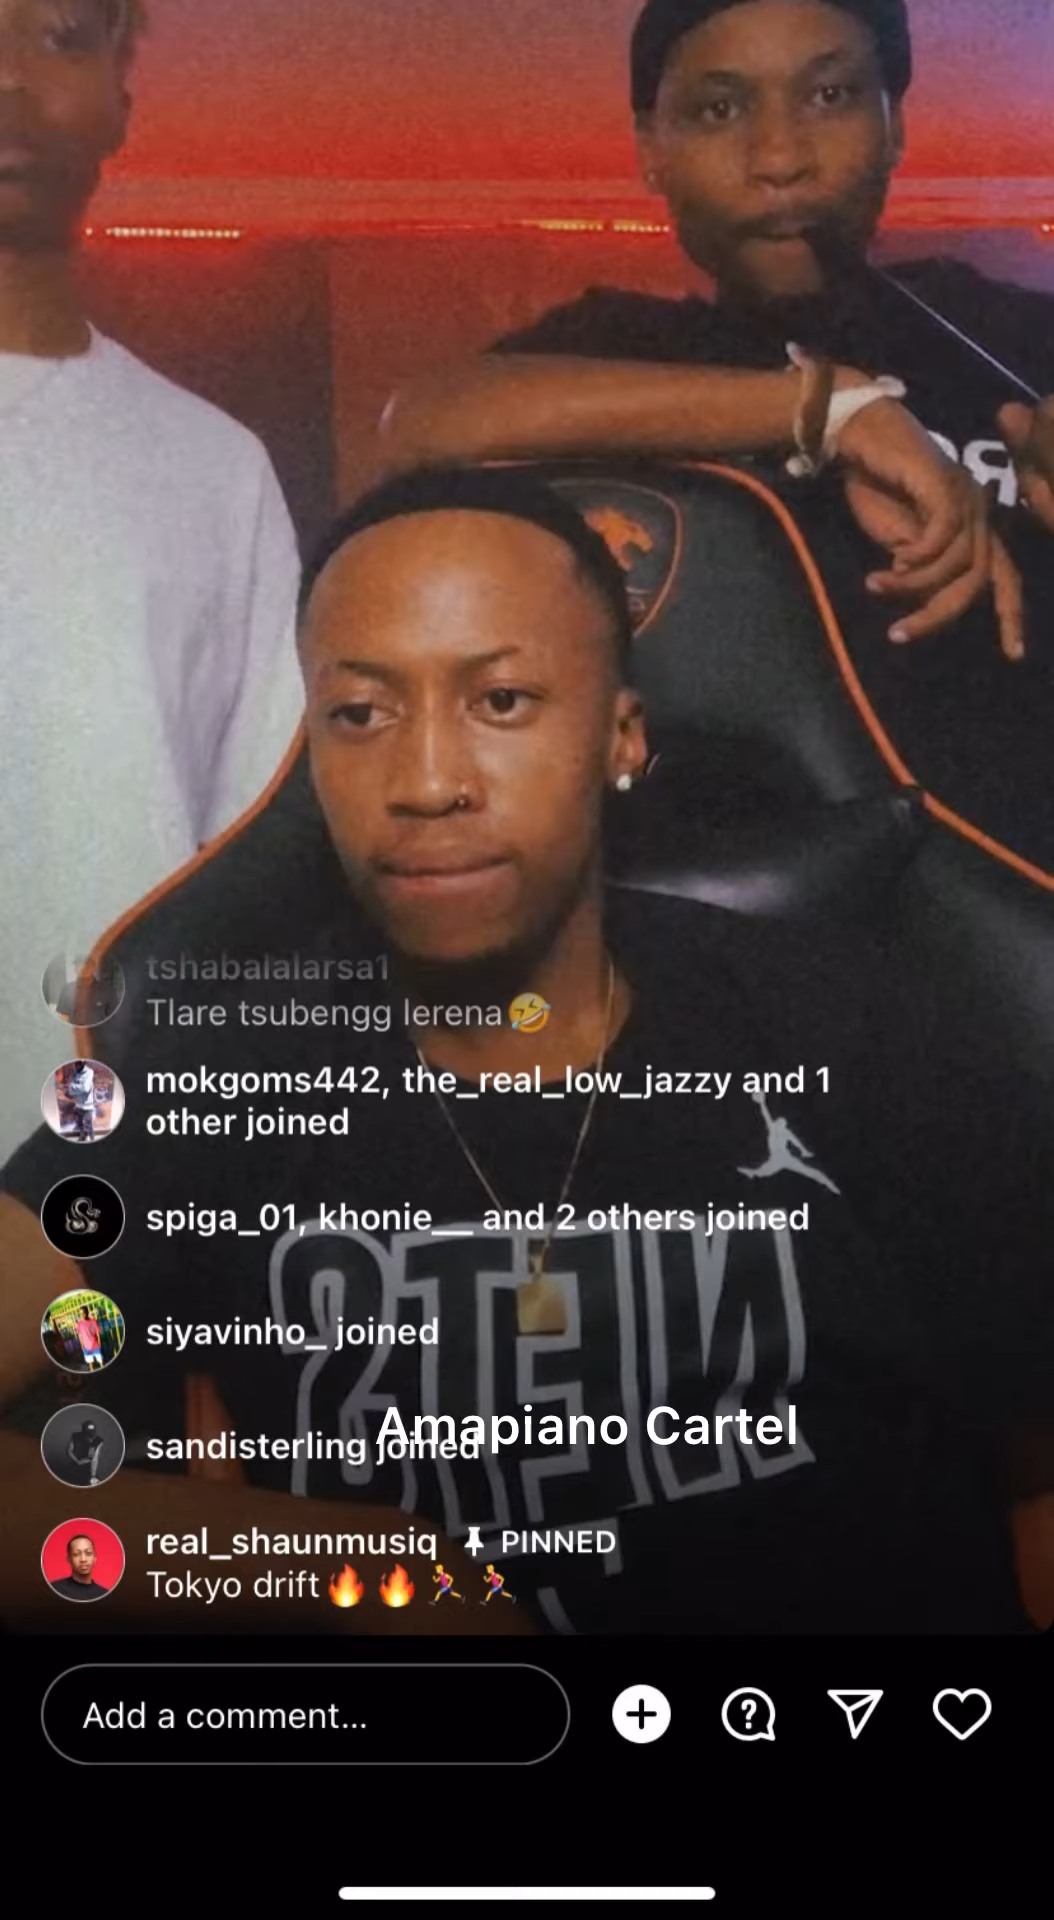 tshabalalarsa1
Tlare tsubengg lerena🤣
mokgoms442, the_real_low_jazzy and 1
other joined
spiga_01, khonie__ and 2 others joined
siyavinho_ joined
Amapiano Cartel
sandisterling joined
real_shaunmusiq PINNED
Tokyo drift🔥🔥🏃🏃
NETS
Add a comment...